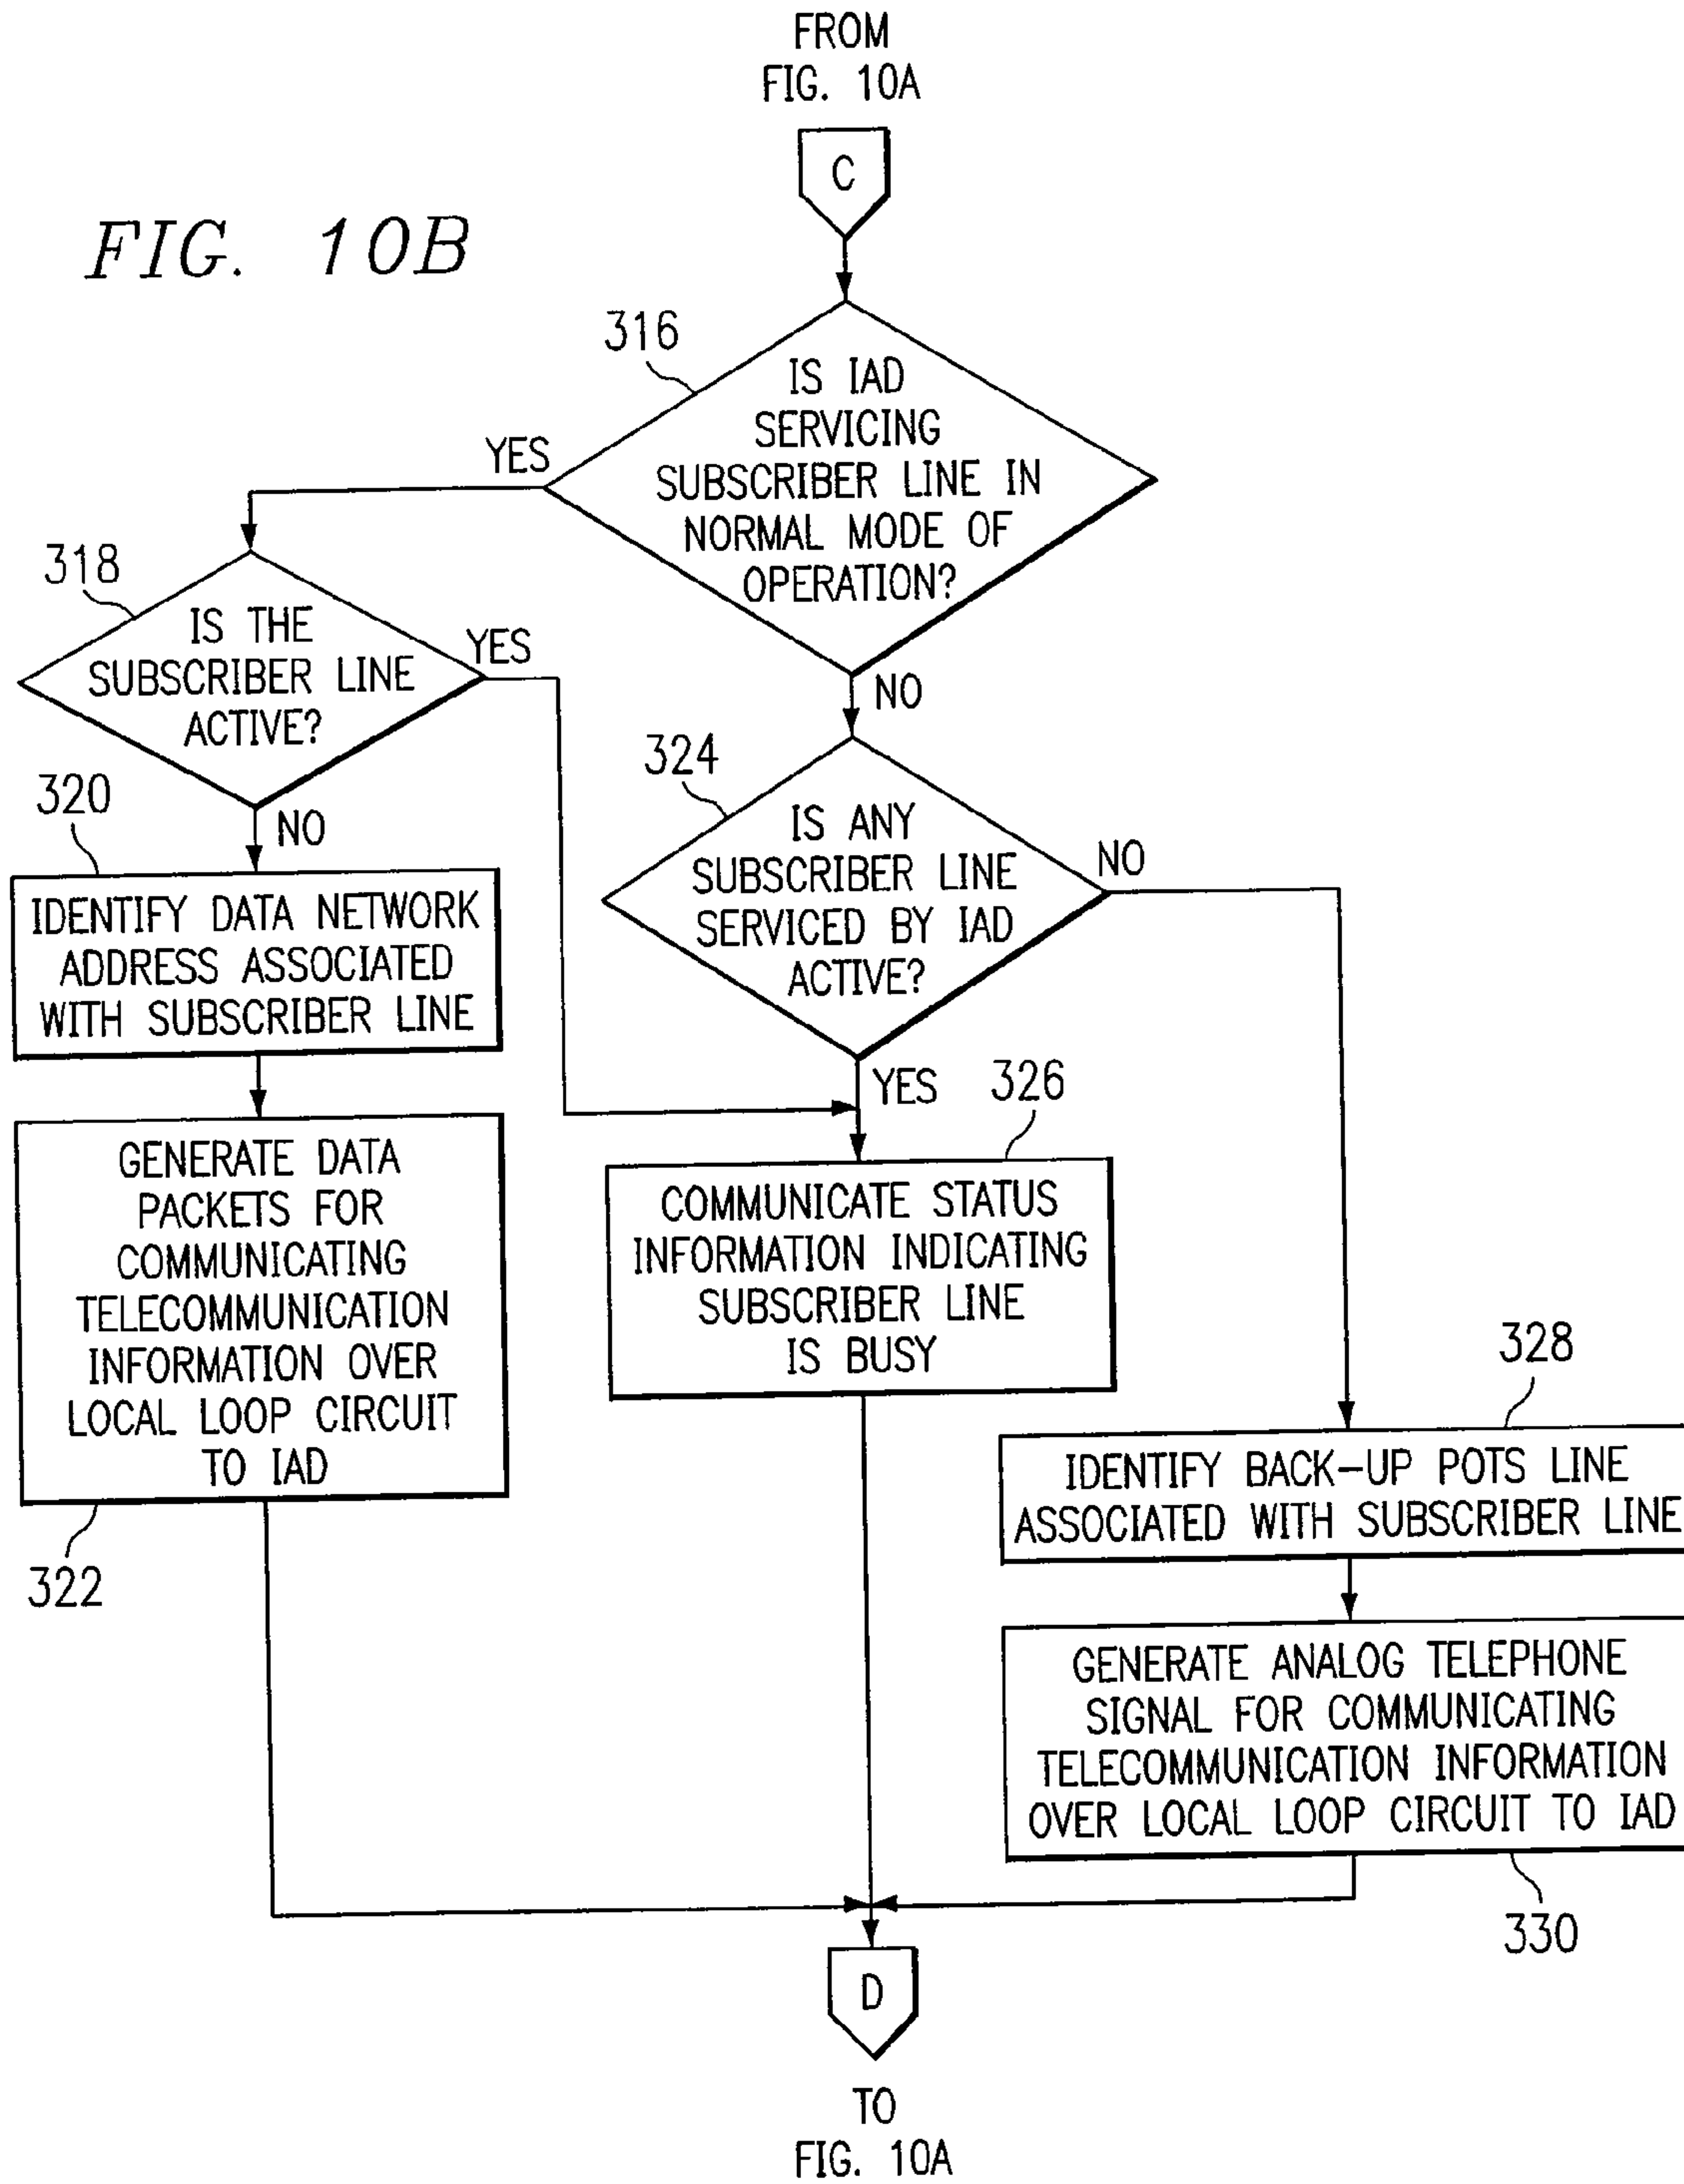 FROM
FIG. 10A
C
FIG. 10B
316
IS IAD
SERVICING
SUBSCRIBER LINE IN
NORMAL MODE OF
OPERATION?
YES
NO
318
IS THE
SUBSCRIBER LINE
ACTIVE?
YES
NO
320
IDENTIFY DATA NETWORK
ADDRESS ASSOCIATED
WITH SUBSCRIBER LINE
GENERATE DATA
PACKETS FOR
COMMUNICATING
TELECOMMUNICATION
INFORMATION OVER
LOCAL LOOP CIRCUIT
TO IAD
322
324
IS ANY
SUBSCRIBER LINE
SERVICED BY IAD
ACTIVE?
NO
YES
326
COMMUNICATE STATUS
INFORMATION INDICATING
SUBSCRIBER LINE
IS BUSY
328
IDENTIFY BACK-UP POTS LINE
ASSOCIATED WITH SUBSCRIBER LINE
GENERATE ANALOG TELEPHONE
SIGNAL FOR COMMUNICATING
TELECOMMUNICATION INFORMATION
OVER LOCAL LOOP CIRCUIT TO IAD
330
D
TO
FIG. 10A